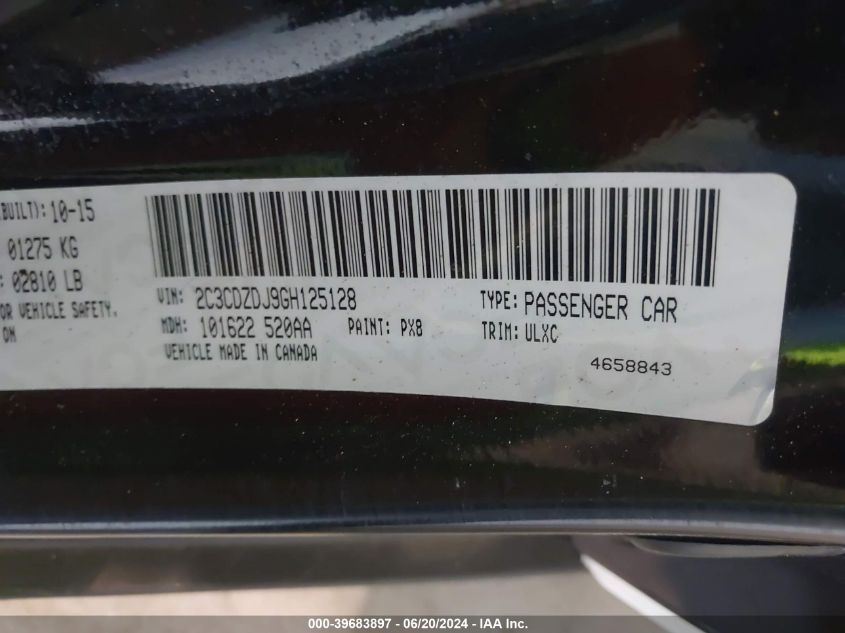 BUILT): 10-15
01275 KG
02810 LB
OR VEHICLE SAFETY,
ON
VIN: 2C3CDZDJ9GH125128
TYPE: PASSENGER CAR
MDH: 101622 520AA
PAINT: PX8
TRIM: ULXC
VEHICLE MADE IN CANADA
4658843
000-39683897 / 06/20/2024 - IAA Inc.